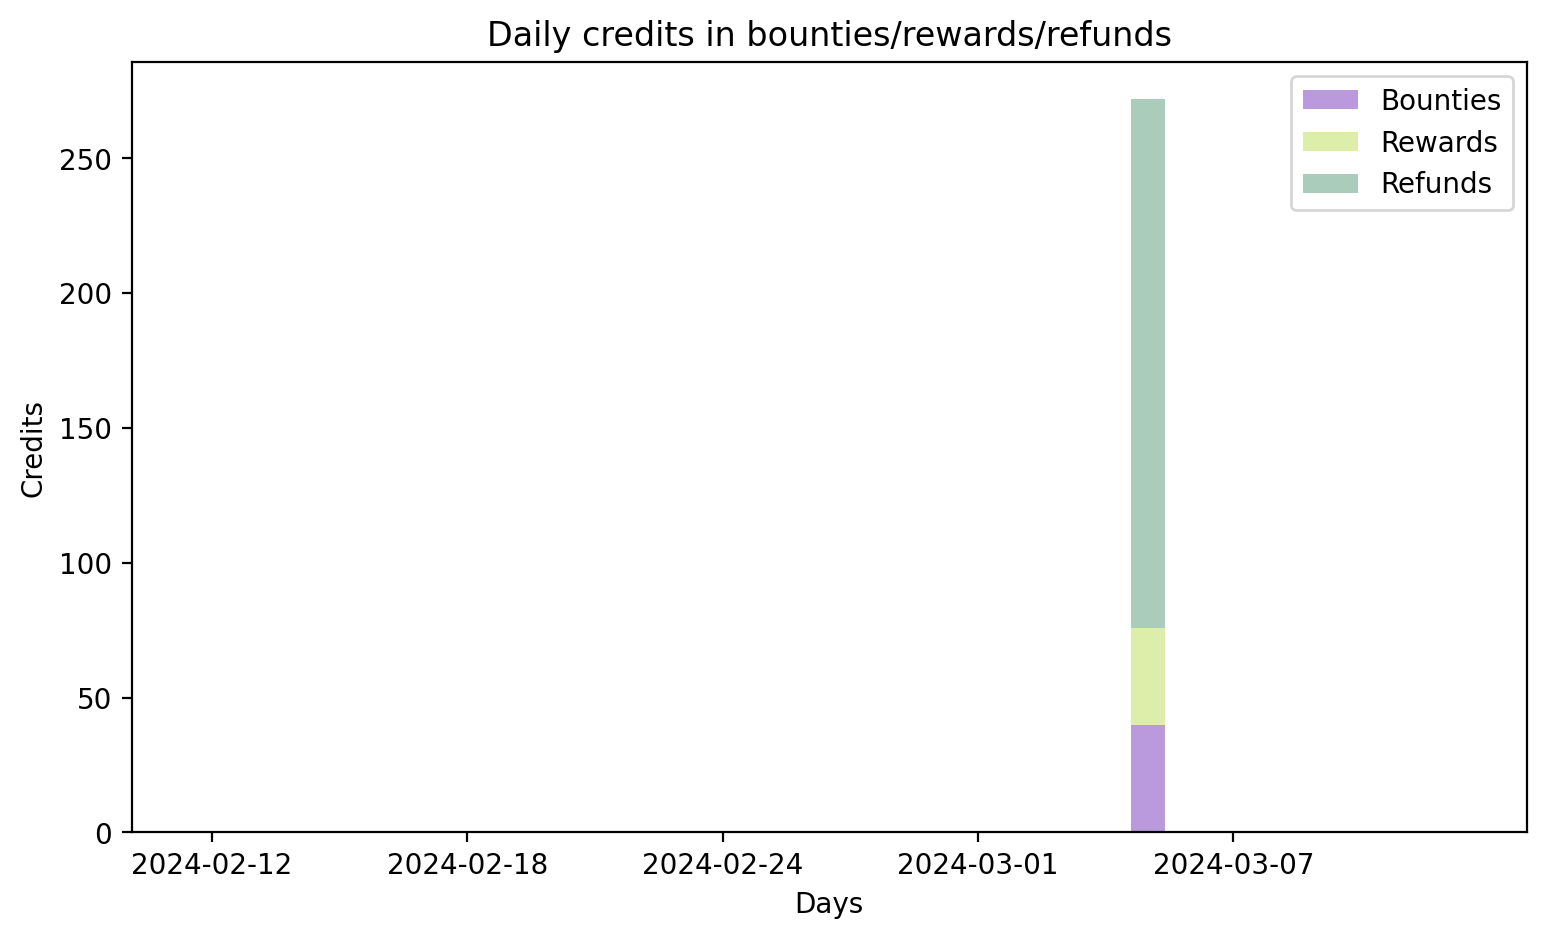 Daily credits in bounties/rewards/refunds
Bounties
Rewards
Refunds
250
200
150
100
50
0
Credits
2024-02-12 2024-02-18 2024-02-24 2024-03-01 2024-03-07
Days